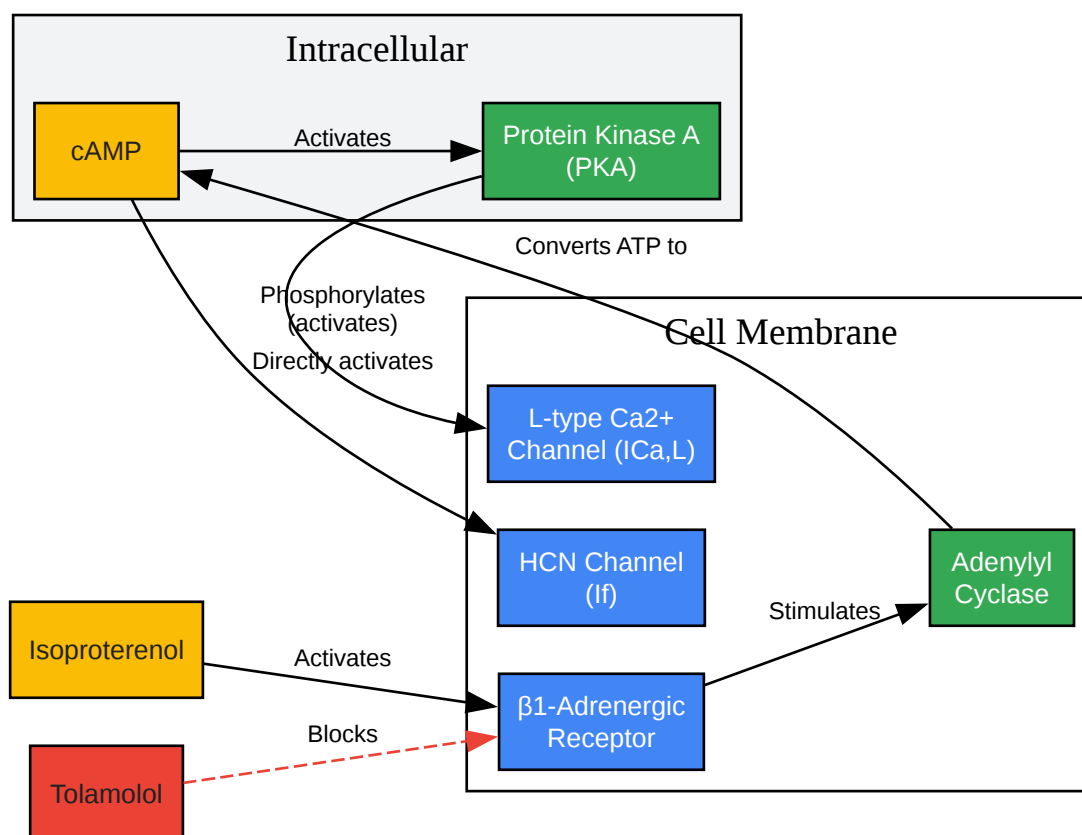 Intracellular
cAMP
Activates
Protein Kinase A
(PKA)
Converts ATP to
Phosphorylates
(activates)
Directly activates
Cell Membrane
L-type Ca2+
Channel (ICa,L)
HCN Channel
(If)
Adenylyl
Cyclase
Stimulates
Isoproterenol
Activates
β1-Adrenergic
Receptor
Blocks
Tolamolol